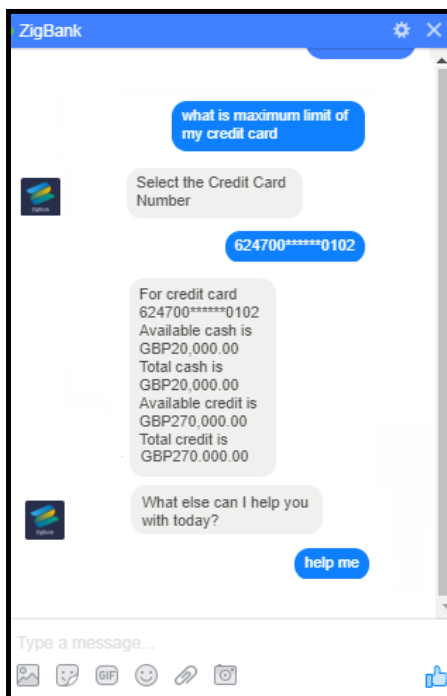 ZigBank
what is maximum limit of
my credit card
Select the Credit Card
Number
ZigBank
624700******0102
For credit card
624700******0102
Available cash is
GBP20,000.00
Total cash is
GBP20,000.00
Available credit is
GBP270,000.00
Total credit is
GBP270.000.00
What else can I help you
with today?
ZigBank
help me
Type a message...
GIF